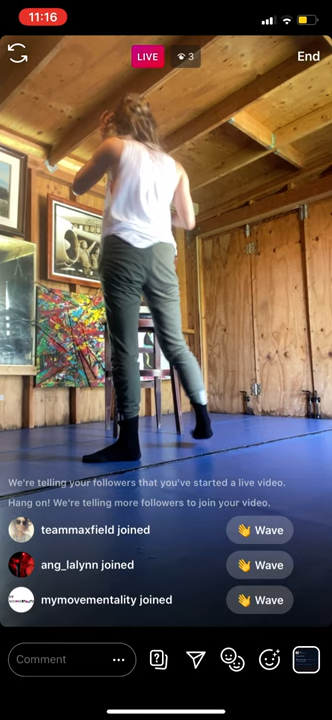 11:16
LIVE
3
End
We're telling your followers that you've started a live video.
Hang on! We're telling more followers to join your video.
teammaxfield joined
👋 Wave
ang_lalynn joined
👋 Wave
mymovementality joined
👋 Wave
Comment